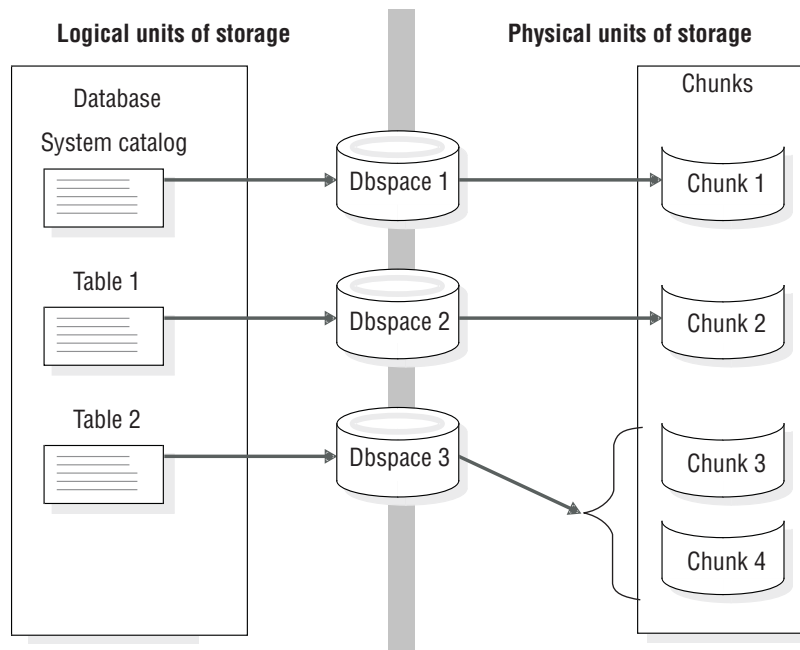 Logical units of storage
Physical units of storage
Database
System catalog
Table 1
Table 2
Dbspace 1
Dbspace 2
Dbspace 3
Chunks
Chunk 1
Chunk 2
Chunk 3
Chunk 4